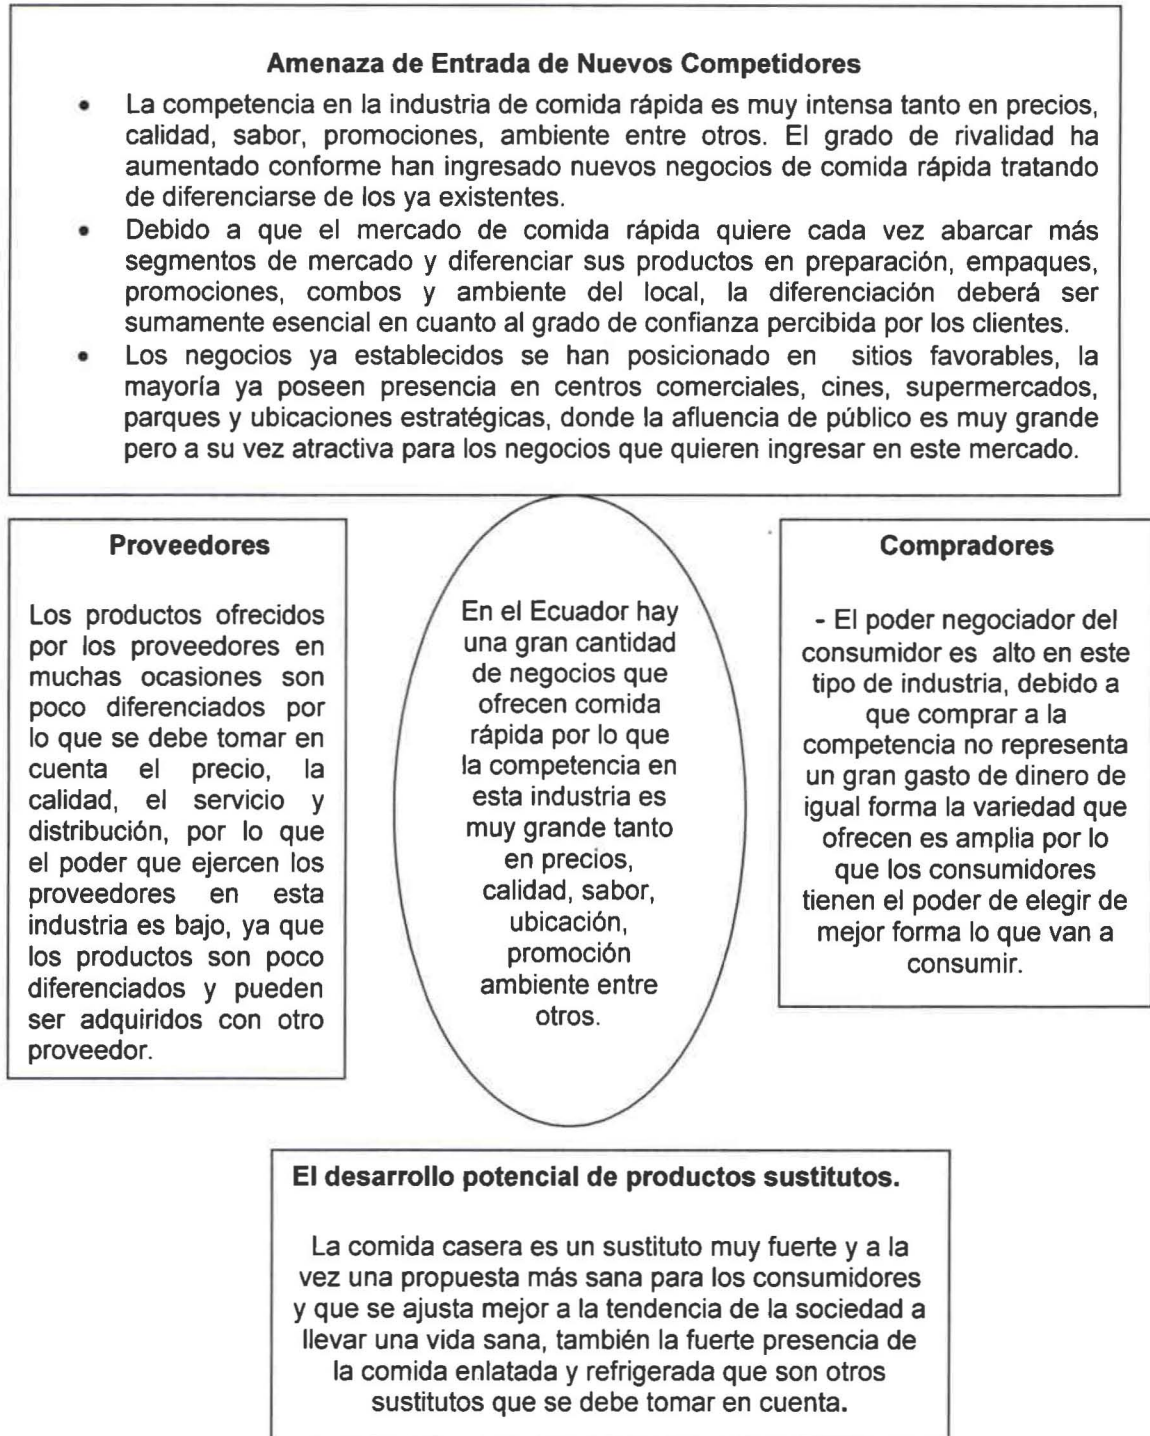 Amenaza de Entrada de Nuevos Competidores
• La competencia en la industria de comida rápida es muy intensa tanto en precios,
calidad, sabor, promociones, ambiente entre otros. El grado de rivalidad ha
aumentado conforme han ingresado nuevos negocios de comida rápida tratando
de diferenciarse de los ya existentes.
• Debido a que el mercado de comida rápida quiere cada vez abarcar más
segmentos de mercado y diferenciar sus productos en preparación, empaques,
promociones, combos y ambiente del local, la diferenciación deberá ser
sumamente esencial en cuanto al grado de confianza percibida por los clientes.
• Los negocios ya establecidos se han posicionado en sitios favorables, la
mayoría ya poseen presencia en centros comerciales, cines, supermercados,
parques y ubicaciones estratégicas, donde la afluencia de público es muy grande
pero a su vez atractiva para los negocios que quieren ingresar en este mercado.
Proveedores
Los productos ofrecidos
por los proveedores en
muchas ocasiones son
poco diferenciados por
lo que se debe tomar en
cuenta el precio, la
calidad, el servicio y
distribución, por lo que
el poder que ejercen los
proveedores en esta
industria es bajo, ya que
los productos son poco
diferenciados y pueden
ser adquiridos con otro
proveedor.
En el Ecuador hay
una gran cantidad
de negocios que
ofrecen comida
rápida por lo que
la competencia en
esta industria es
muy grande tanto
en precios,
calidad, sabor,
ubicación,
promoción
ambiente entre
otros.
Compradores
- El poder negociador del
consumidor es alto en este
tipo de industria, debido a
que comprar a la
competencia no representa
un gran gasto de dinero de
igual forma la variedad que
ofrecen es amplia por lo
que los consumidores
tienen el poder de elegir de
mejor forma lo que van a
consumir.
El desarrollo potencial de productos sustitutos.
La comida casera es un sustituto muy fuerte y a la
vez una propuesta más sana para los consumidores
y que se ajusta mejor a la tendencia de la sociedad a
llevar una vida sana, también la fuerte presencia de
la comida enlatada y refrigerada que son otros
sustitutos que se debe tomar en cuenta.